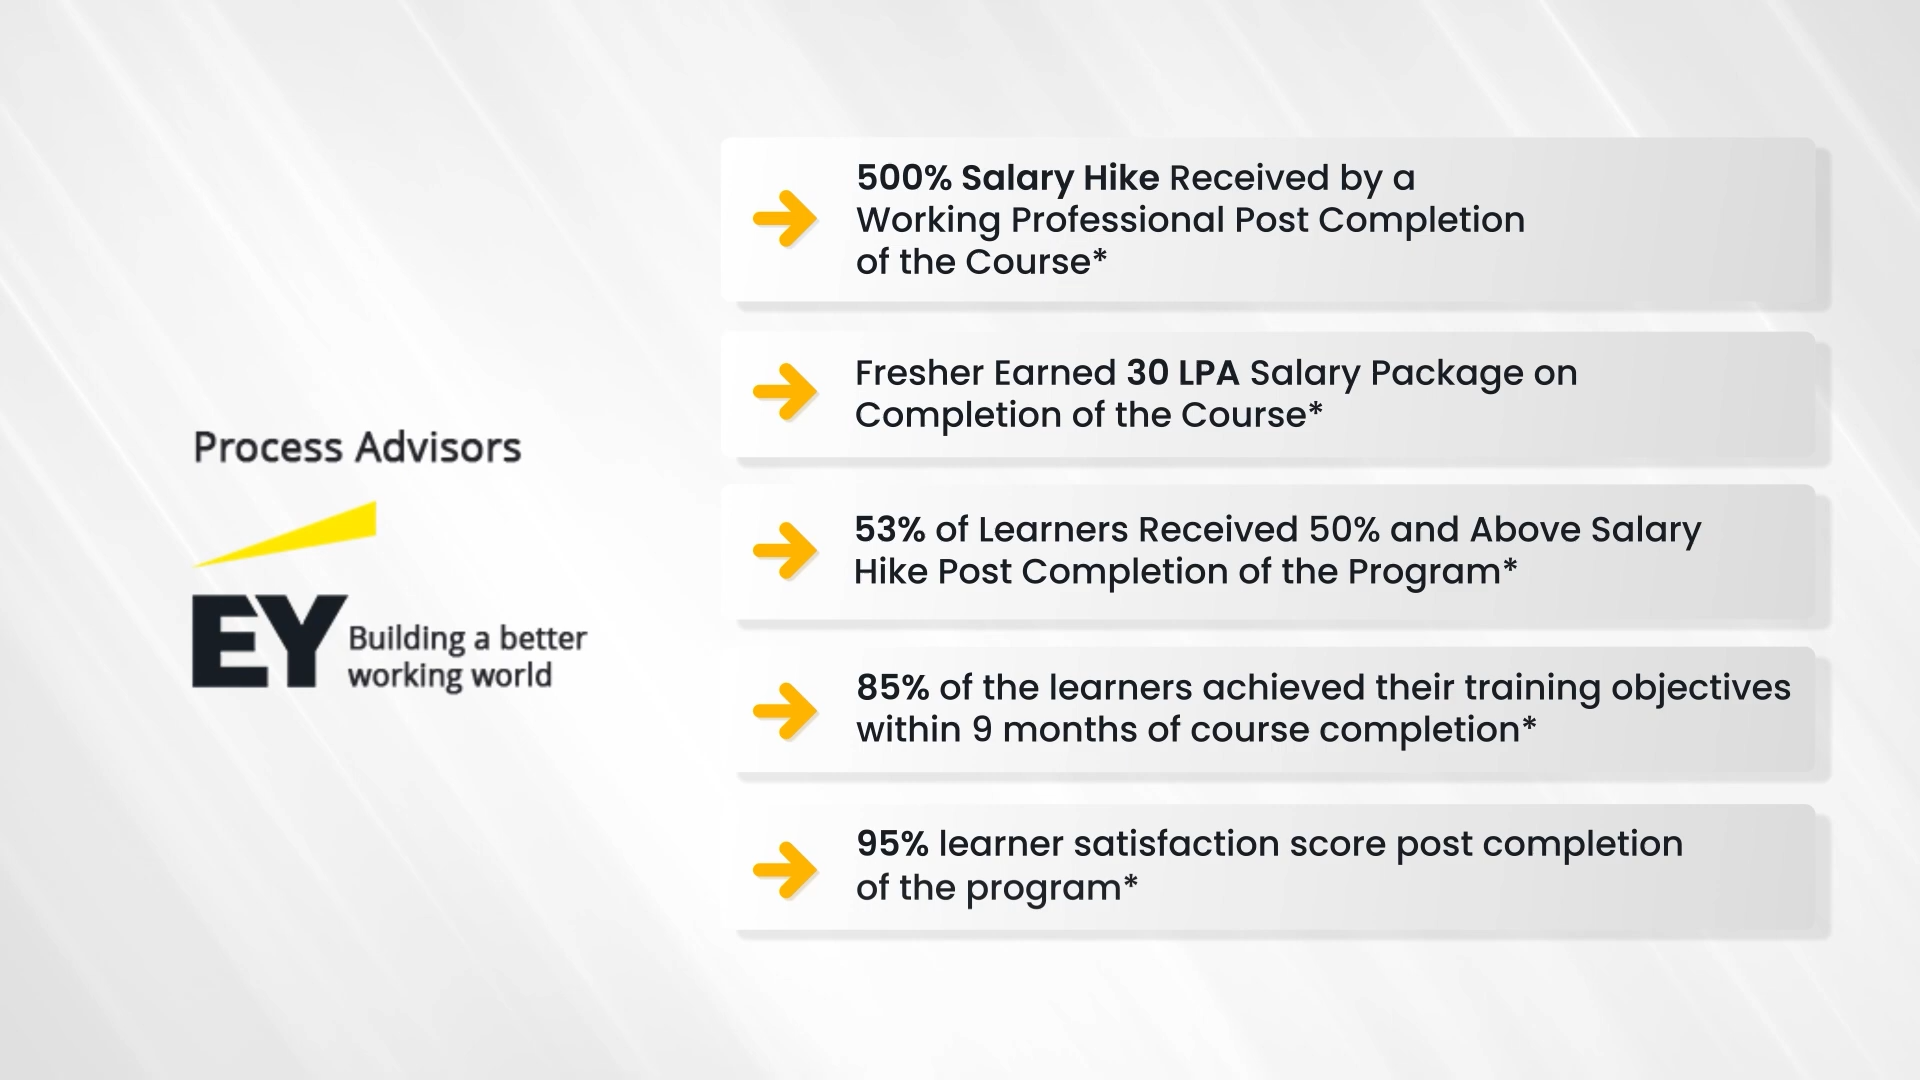 Process Advisors
EY
Building a better
working world
500% Salary Hike Received by a
Working Professional Post Completion
of the Course*
Fresher Earned 30 LPA Salary Package on
Completion of the Course*
53% of Learners Received 50% and Above Salary
Hike Post Completion of the Program*
85% of the learners achieved their training objectives
within 9 months of course completion*
95% learner satisfaction score post completion
of the program*